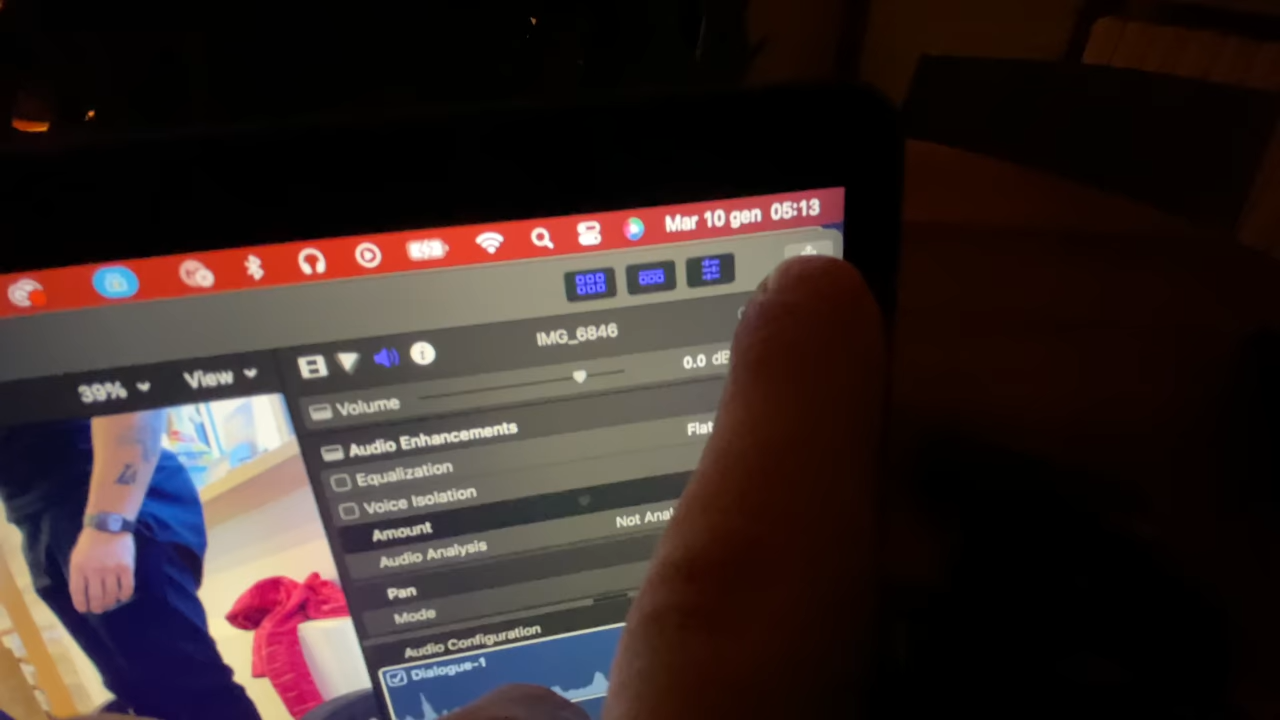 Mar 10 gen 05:13
IMG_6846
39% View
0.0 dB
Volume
Audio Enhancements Flat
Equalization
Voice Isolation
Amount
Audio Analysis Not Anal
Pan
Mode
Audio Configuration
Dialogue-1